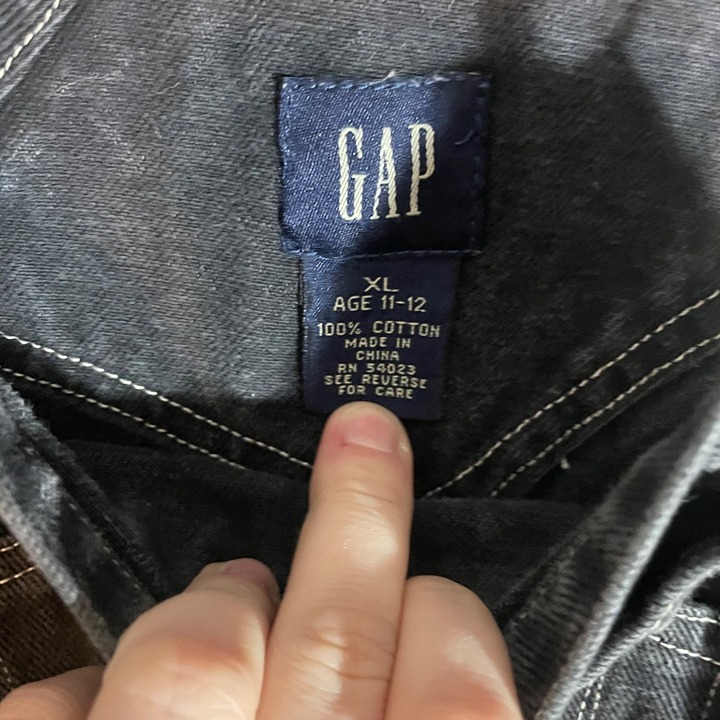 GAP
XL
AGE 11-12
100% COTTON
MADE IN
CHINA
RN 54023
SEE REVERSE
FOR CARE